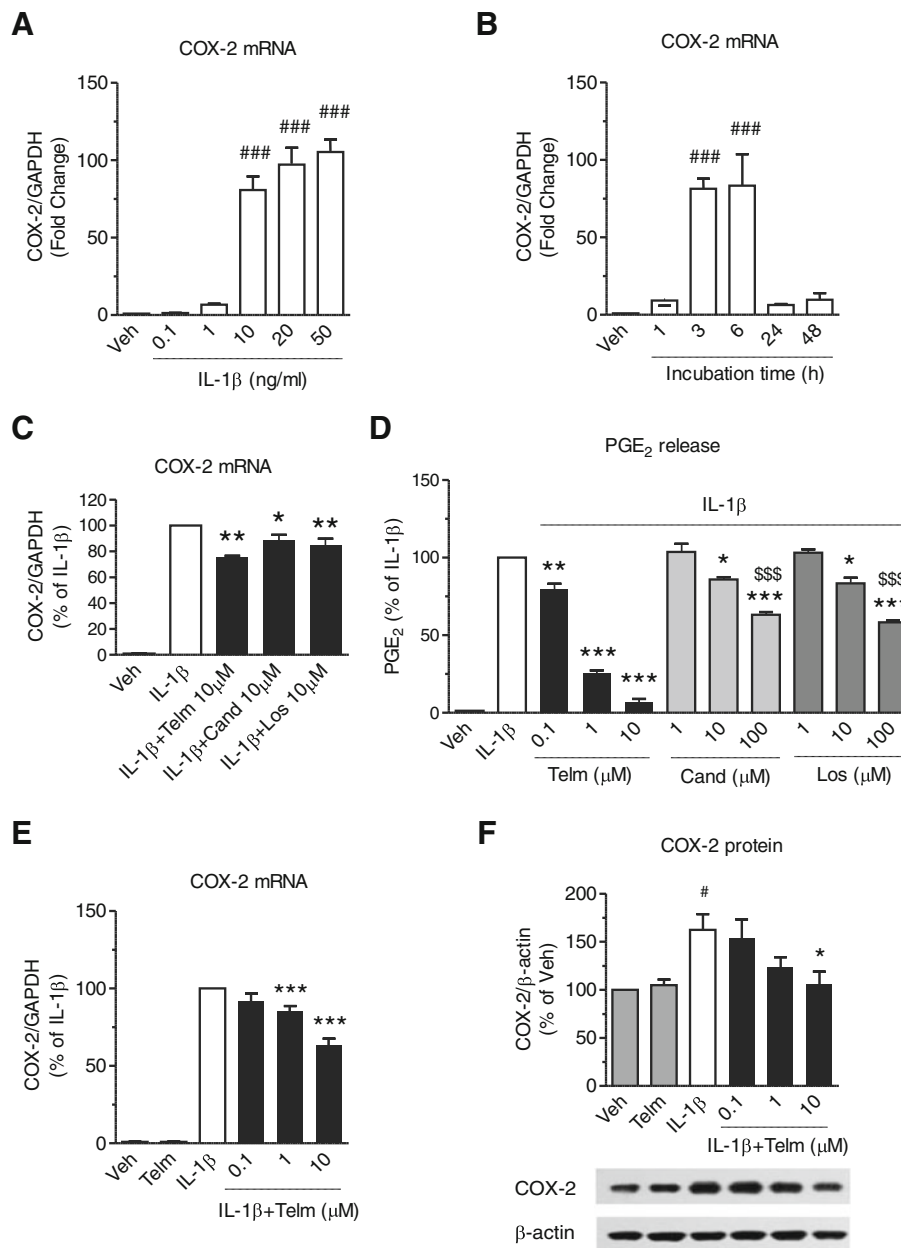 A
COX-2 mRNA
COX-2/GAPDH
(Fold Change)
150
100
50
0
###
###
###
Veh
0.1
1
10
20
50
IL-1β (ng/ml)
B
COX-2 mRNA
COX-2/GAPDH
(Fold Change)
150
100
50
0
###
###
Veh
1
3
6
24
48
Incubation time (h)
C
COX-2 mRNA
COX-2/GAPDH
(% of IL-1β)
120
100
80
60
40
20
0
**
*
**
Veh
IL-1β
IL-1β+Telm 10μM
IL-1β+Cand 10μM
IL-1β+Los 10μM
D
PGE2 release
PGE2 (% of IL-1β)
150
100
50
0
IL-1β
**
***
***
*
$$$
***
*
$$$
***
Veh
IL-1β
0.1
1
10
1
10
100
1
10
100
Telm (μM)
Cand (μM)
Los (μM)
E
COX-2 mRNA
COX-2/GAPDH
(% of IL-1β)
150
100
50
0
***
***
Veh
Telm
IL-1β
0.1
1
10
IL-1β+Telm (μM)
F
COX-2 protein
COX-2/β-actin
(% of Veh)
200
150
100
50
0
#
*
Veh
Telm
IL-1β
0.1
1
10
IL-1β+Telm (μM)
COX-2
β-actin